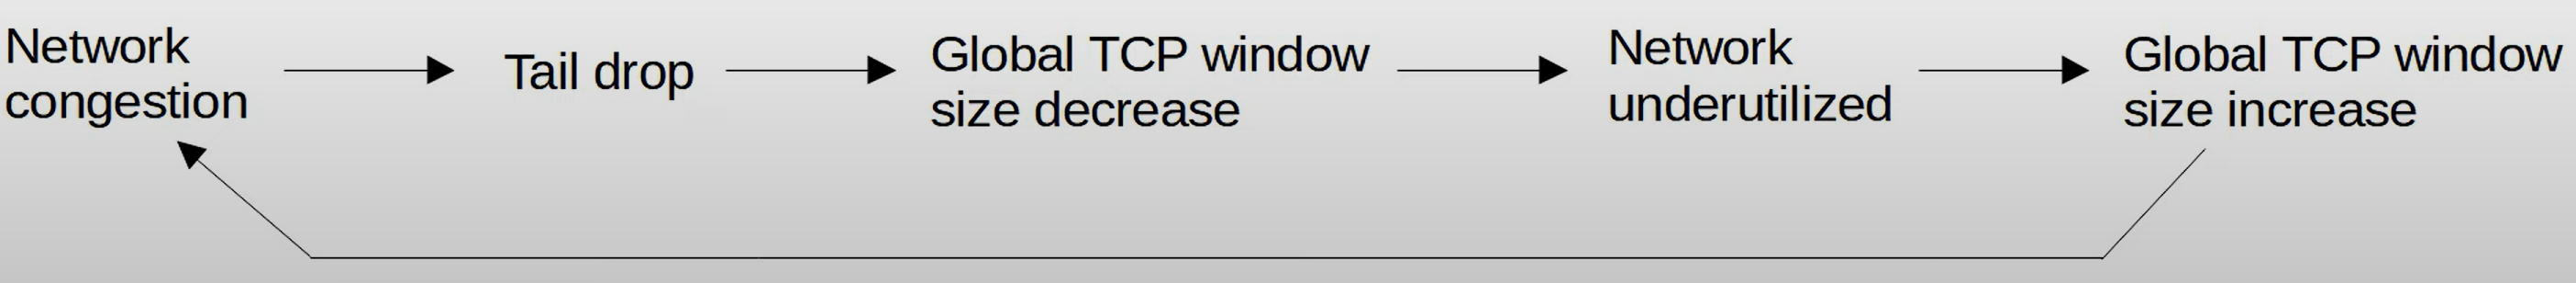 Network
congestion
Tail drop
Global TCP window
size decrease
Network
underutilized
Global TCP window
size increase